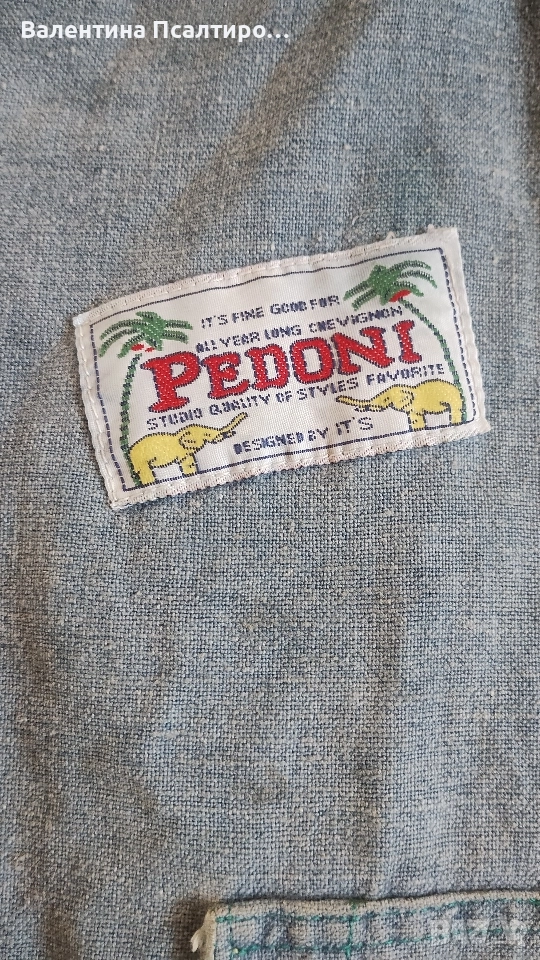 Валентина Псалтиро...
IT'S FINE GOOD FOR
ALL YEAR LONG CHEVIGNON
PEDONI
STUDIO QUALITY OF STYLES FAVORITE
DESIGNED BY IT'S